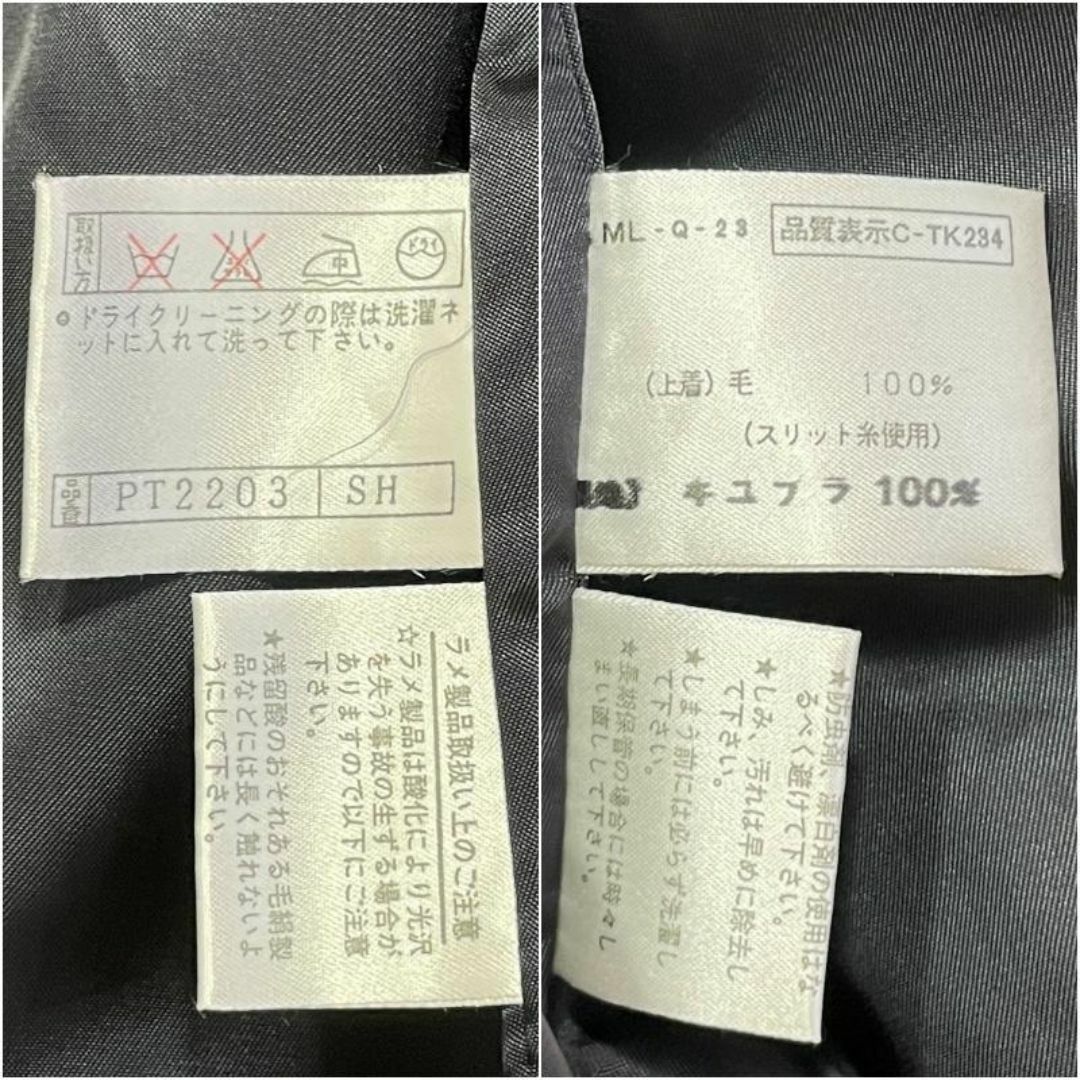 取扱い方
エンソサラシ
中
ドライ
ドライクリーニングの際は洗濯ネ
ットに入れて洗って下さい。
品番 PT2203 SH
ラメ製品取扱い上のご注意
☆ラメ製品は酸化により光沢
を失う事故の生ずる場合が
ありますので以下にご注意
下さい。
★残留酸のおそれある毛絹製
品などには長く触れないよ
うにして下さい。
ML-Q-23 品質表示C-TK234
(上着) 毛 100%
(スリット糸使用)
キュプラ 100%
★防虫剤、漂白剤の使用はな
るべく避けて下さい。
★しみ、汚れは早めに除去し
て下さい。
★しまう前には必らず洗濯し
て下さい。
★長期保管の場合には時々し
まい直しして下さい。